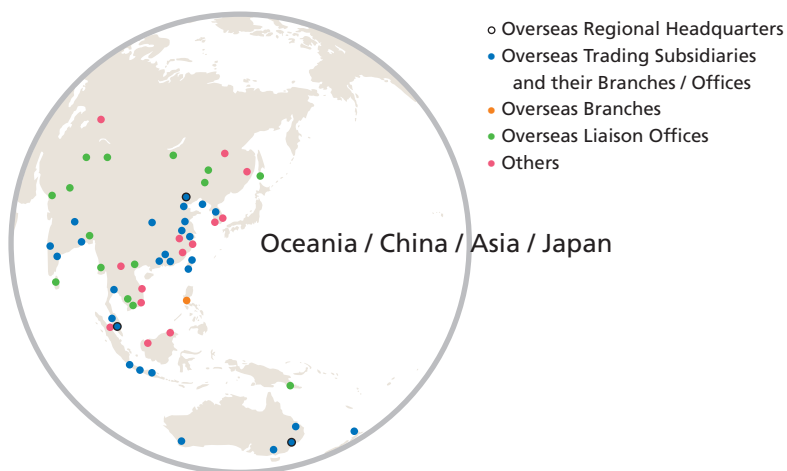 Overseas Regional Headquarters
Overseas Trading Subsidiaries
and their Branches / Offices
Overseas Branches
Overseas Liaison Offices
Others
Oceania / China / Asia / Japan